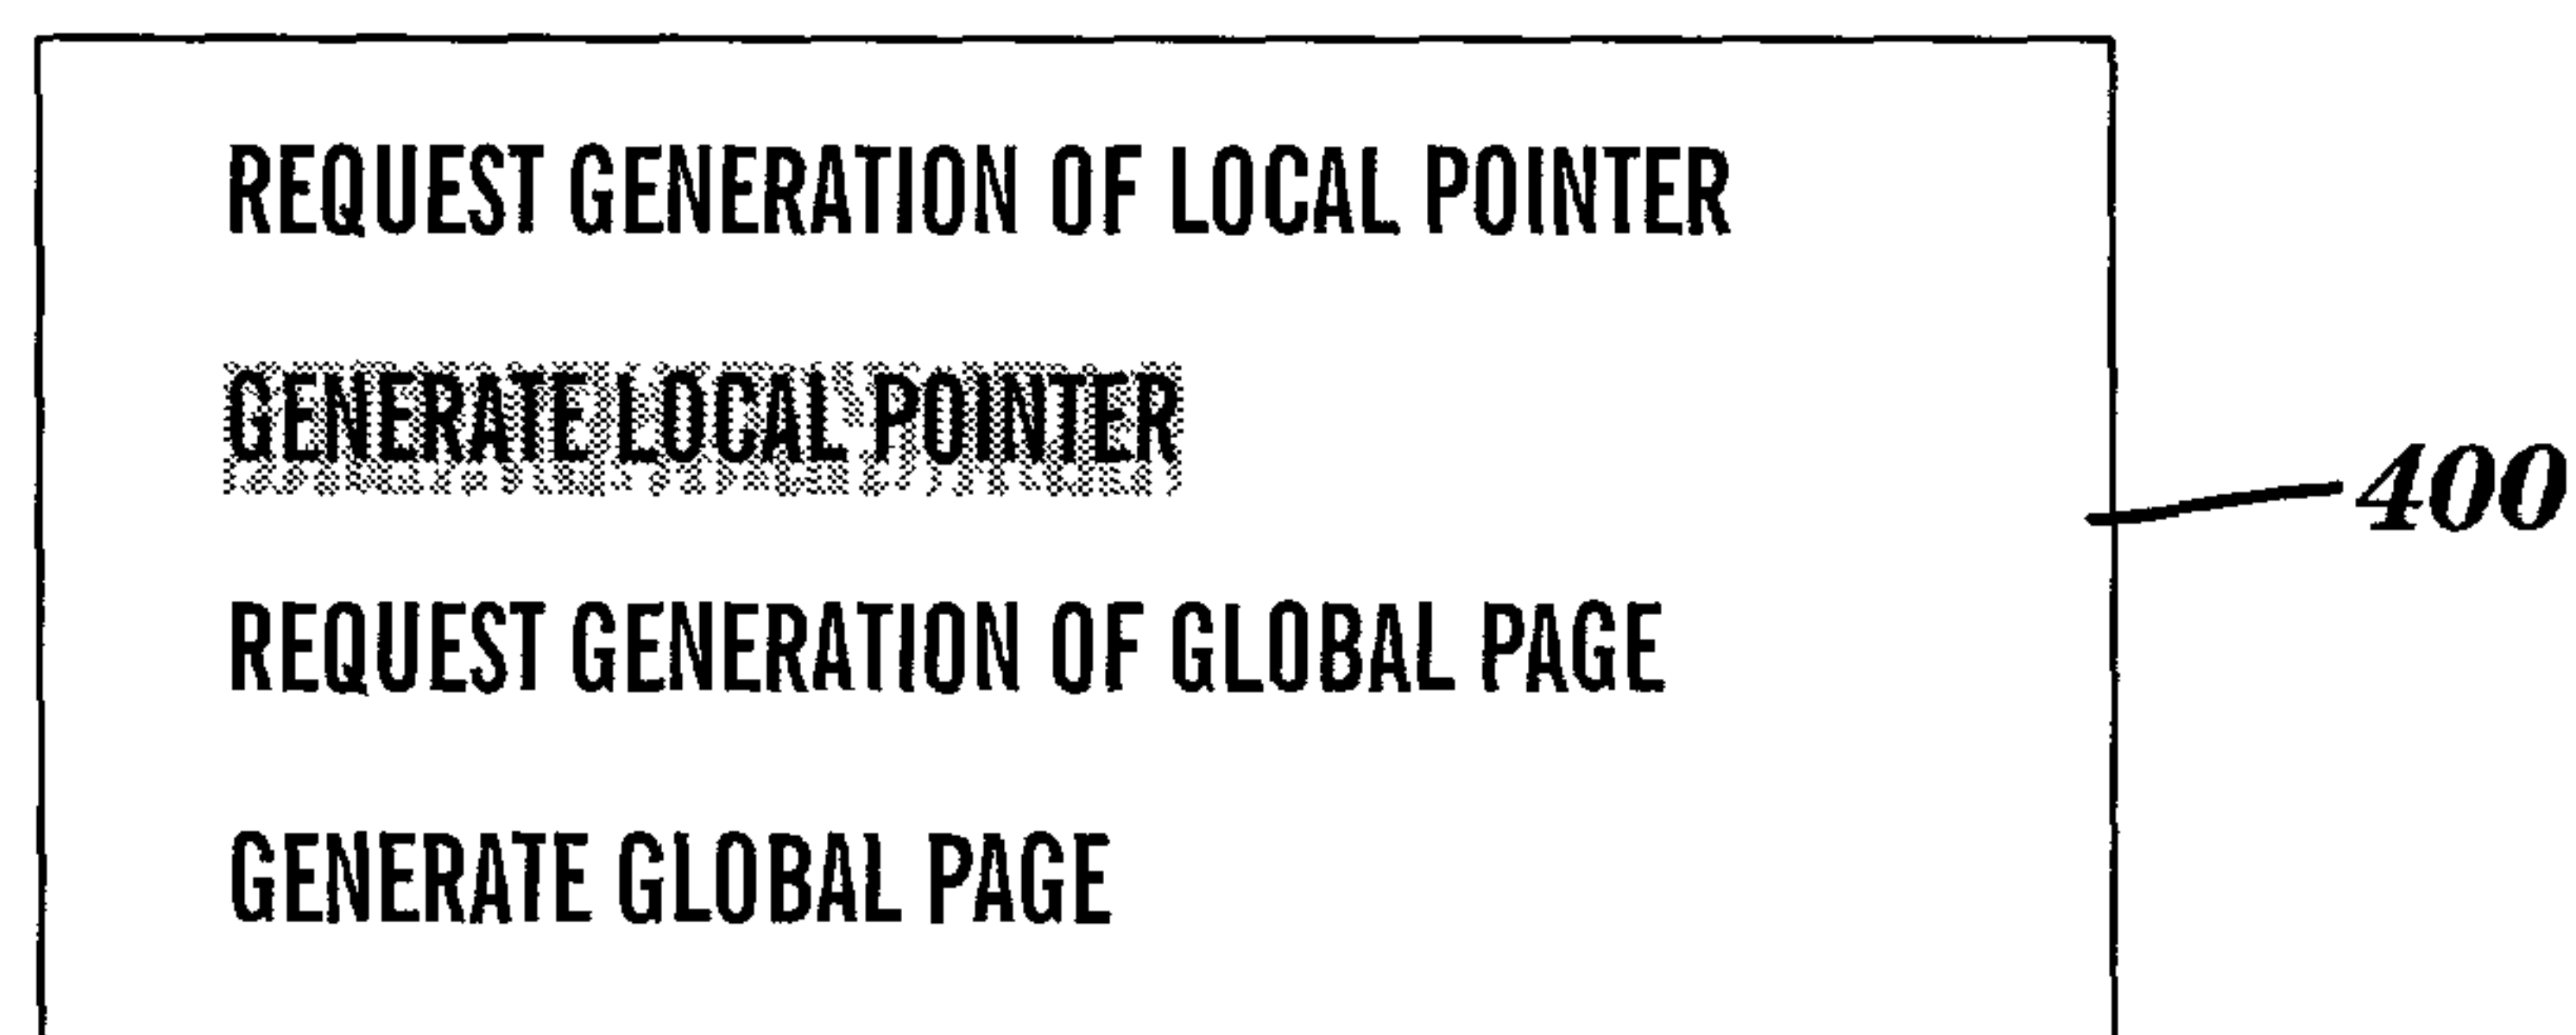 REQUEST GENERATION OF LOCAL POINTER
GENERATE LOCAL POINTER
400
REQUEST GENERATION OF GLOBAL PAGE
GENERATE GLOBAL PAGE